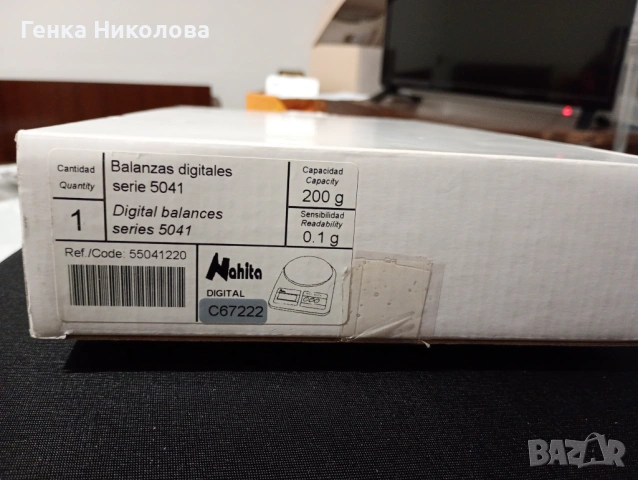 Генка Николова
Cantidad
Quantity
1
Balanzas digitales
serie 5041
Digital balances
series 5041
Capacidad
Capacity
200 g
Sensibilidad
Readability
0.1 g
Ref./Code: 55041220
Nahita
DIGITAL
C67222
BAZAR